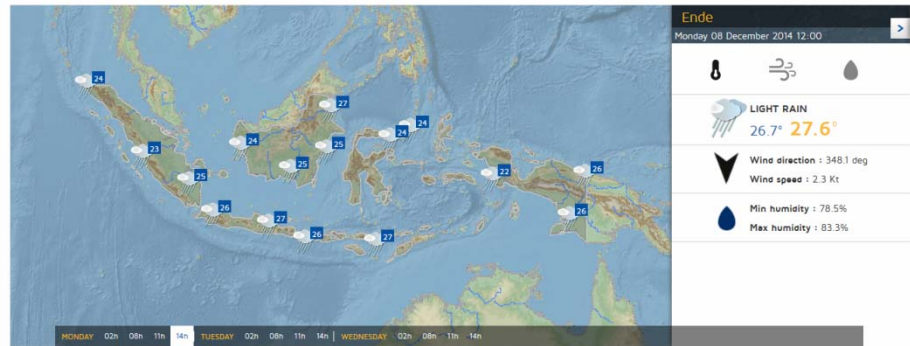 24
27
24
24
24
25
23
25
25
22
26
26
26
27
26
27
MONDAY 02h 08h 11h 14h | TUESDAY 02h 08h 11h 14h | WEDNESDAY 02h 08h 11h 14h
Ende
>
Monday 08 December 2014 12:00
LIGHT RAIN
26.7° 27.6°
Wind direction : 348.1 deg
Wind speed : 2.3 Kt
Min humidity : 78.5%
Max humidity : 83.3%